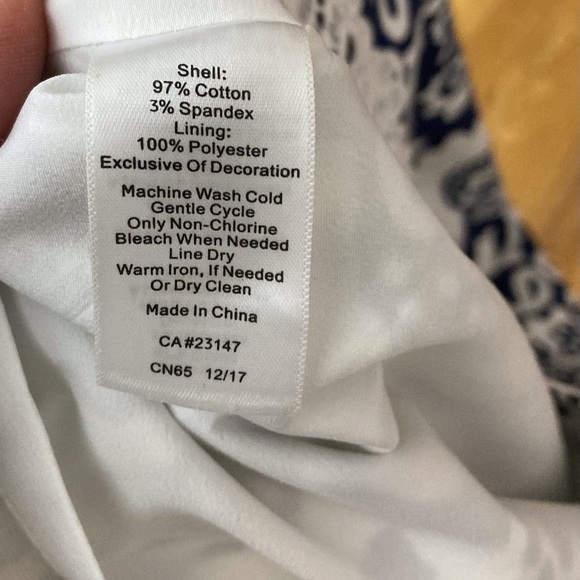 Shell:
97% Cotton
3% Spandex
Lining:
100% Polyester
Exclusive Of Decoration
Machine Wash Cold
Gentle Cycle
Only Non-Chlorine
Bleach When Needed
Line Dry
Warm Iron, If Needed
Or Dry Clean
Made In China
CA#23147
CN65 12/17